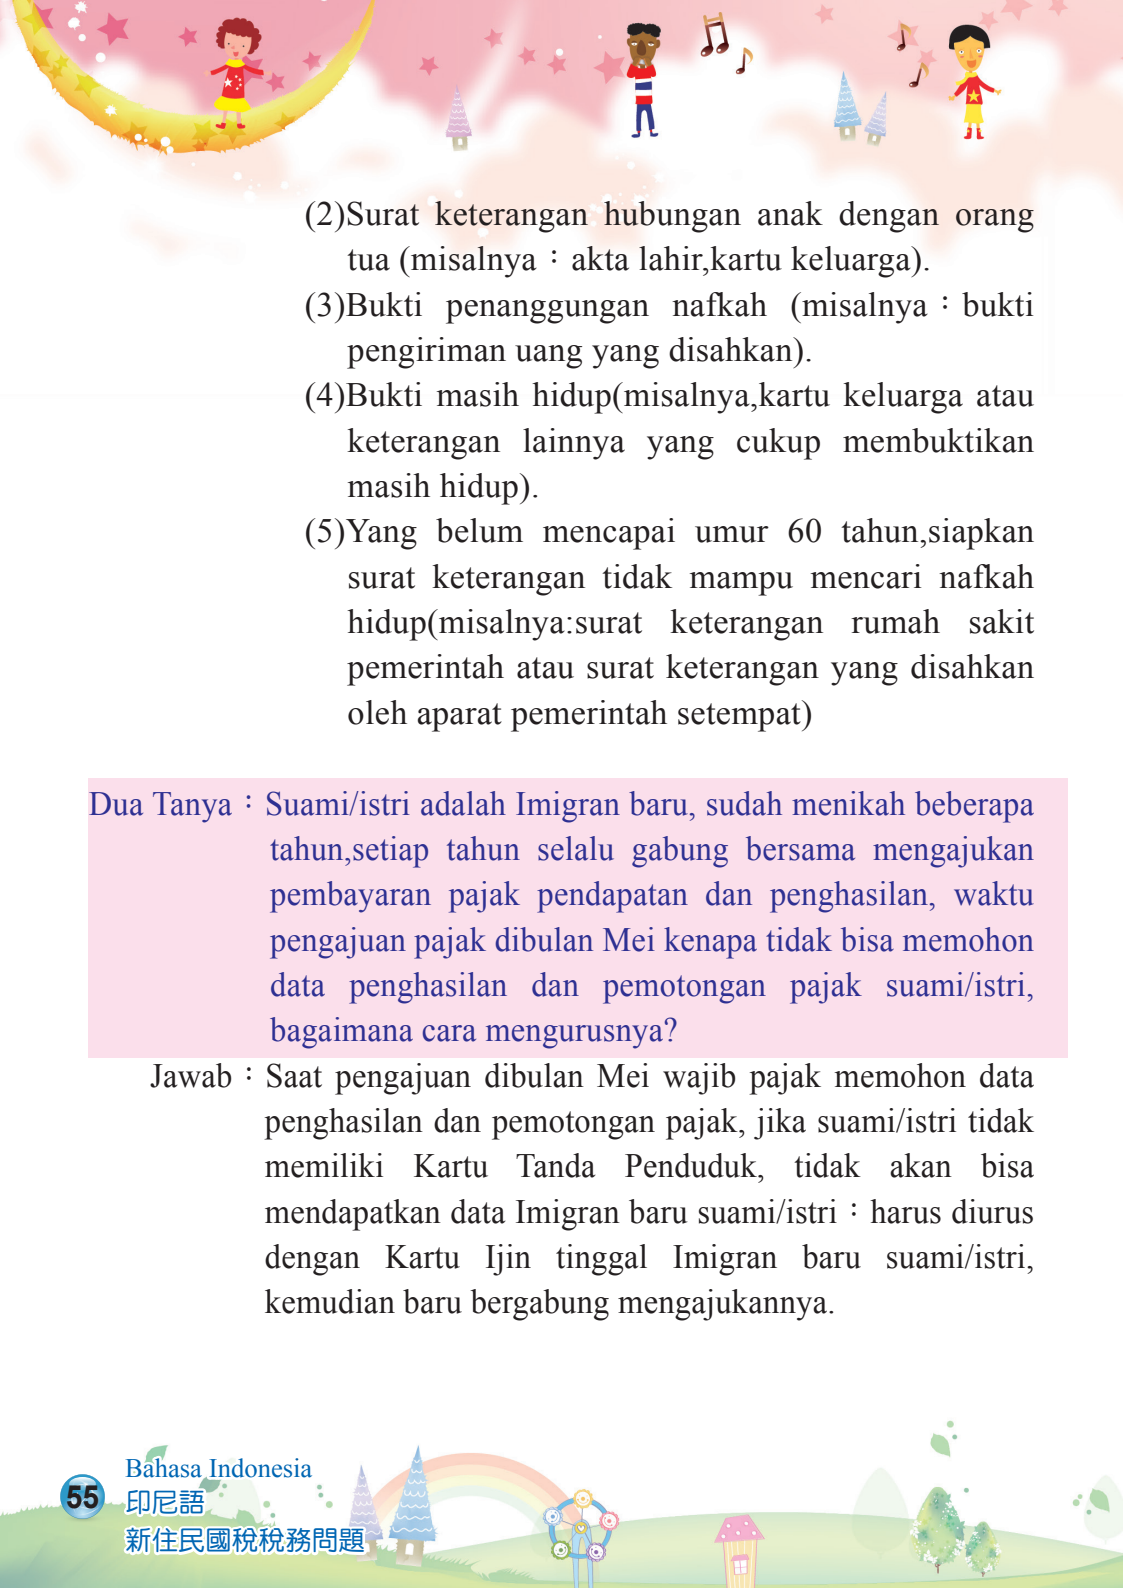 (2)Surat keterangan hubungan anak dengan orang
tua (misalnya：akta lahir,kartu keluarga).
(3)Bukti penanggungan nafkah (misalnya：bukti
pengiriman uang yang disahkan).
(4)Bukti masih hidup(misalnya,kartu keluarga atau
keterangan lainnya yang cukup membuktikan
masih hidup).
(5)Yang belum mencapai umur 60 tahun,siapkan
surat keterangan tidak mampu mencari nafkah
hidup(misalnya:surat keterangan rumah sakit
pemerintah atau surat keterangan yang disahkan
oleh aparat pemerintah setempat)
Dua Tanya：Suami/istri adalah Imigran baru, sudah menikah beberapa
tahun,setiap tahun selalu gabung bersama mengajukan
pembayaran pajak pendapatan dan penghasilan, waktu
pengajuan pajak dibulan Mei kenapa tidak bisa memohon
data penghasilan dan pemotongan pajak suami/istri,
bagaimana cara mengurusnya?
Jawab：Saat pengajuan dibulan Mei wajib pajak memohon data
penghasilan dan pemotongan pajak, jika suami/istri tidak
memiliki Kartu Tanda Penduduk, tidak akan bisa
mendapatkan data Imigran baru suami/istri：harus diurus
dengan Kartu Ijin tinggal Imigran baru suami/istri,
kemudian baru bergabung mengajukannya.
Bahasa Indonesia
55 印尼語
新住民國稅稅務問題